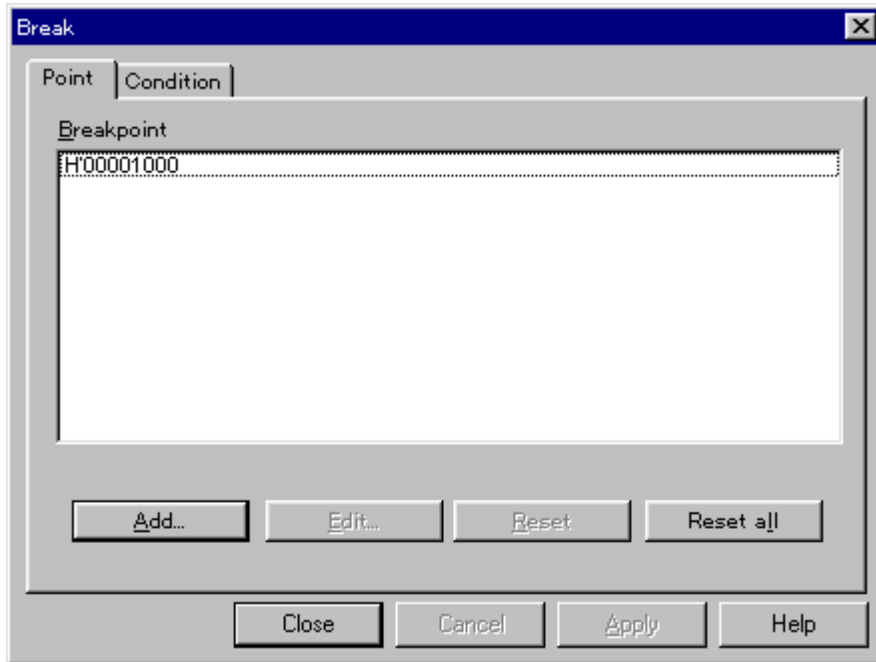 Break
Point Condition
Breakpoint
H'00001000
Add... Edit... Reset Reset all
Close Cancel Apply Help